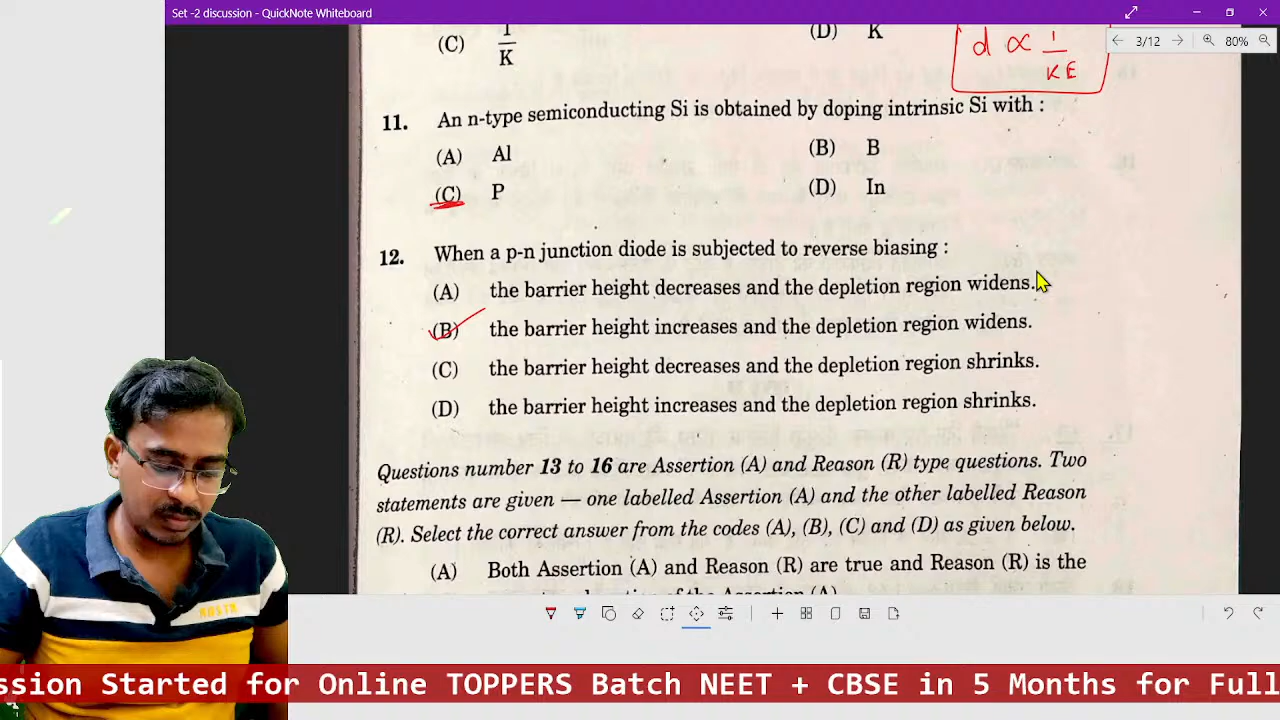 Set -2 discussion - QuickNote Whiteboard
3/12 80%
(C) 1/K (D) K
d ∝ 1/KE
11. An n-type semiconducting Si is obtained by doping intrinsic Si with :
(A) Al (B) B
(C) P (D) In
12. When a p-n junction diode is subjected to reverse biasing :
(A) the barrier height decreases and the depletion region widens.
(B) the barrier height increases and the depletion region widens.
(C) the barrier height decreases and the depletion region shrinks.
(D) the barrier height increases and the depletion region shrinks.
Questions number 13 to 16 are Assertion (A) and Reason (R) type questions. Two
statements are given — one labelled Assertion (A) and the other labelled Reason
(R). Select the correct answer from the codes (A), (B), (C) and (D) as given below.
(A) Both Assertion (A) and Reason (R) are true and Reason (R) is the
ssion Started for Online TOPPERS Batch NEET + CBSE in 5 Months for Full